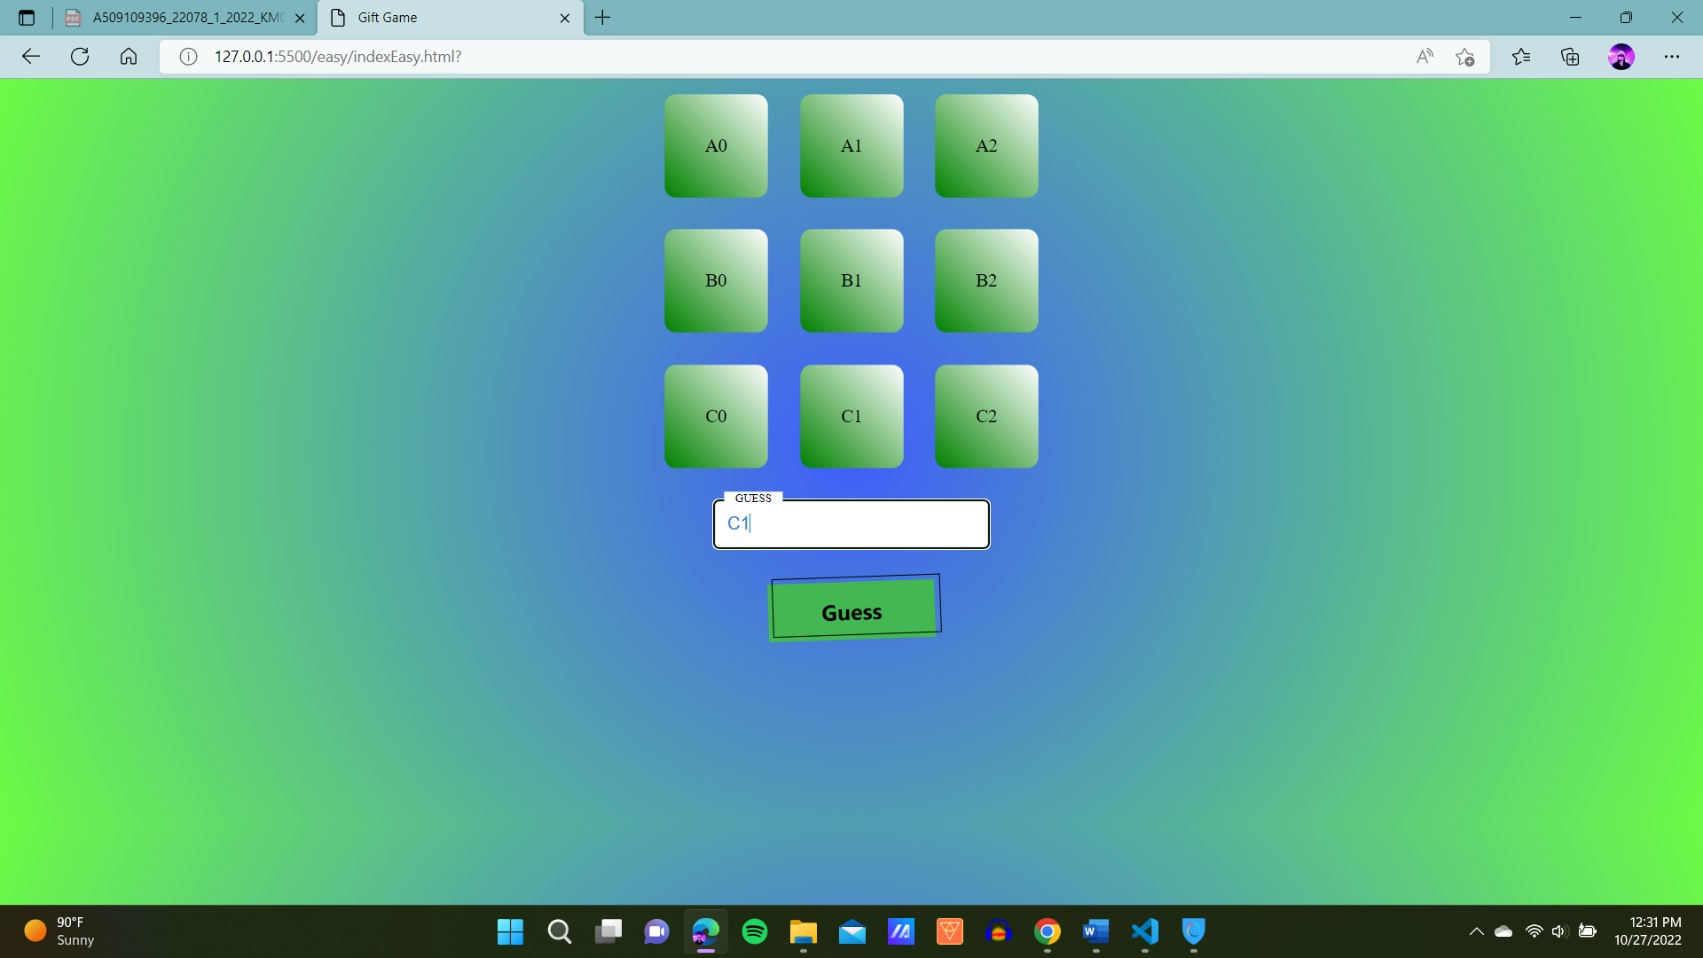 A509109396_22078_1_2022_KM
Gift Game
127.0.0.1:5500/easy/indexEasy.html?
A0 A1 A2
B0 B1 B2
C0 C1 C2
GUESS
C1
Guess
90°F
Sunny
12:31 PM
10/27/2022